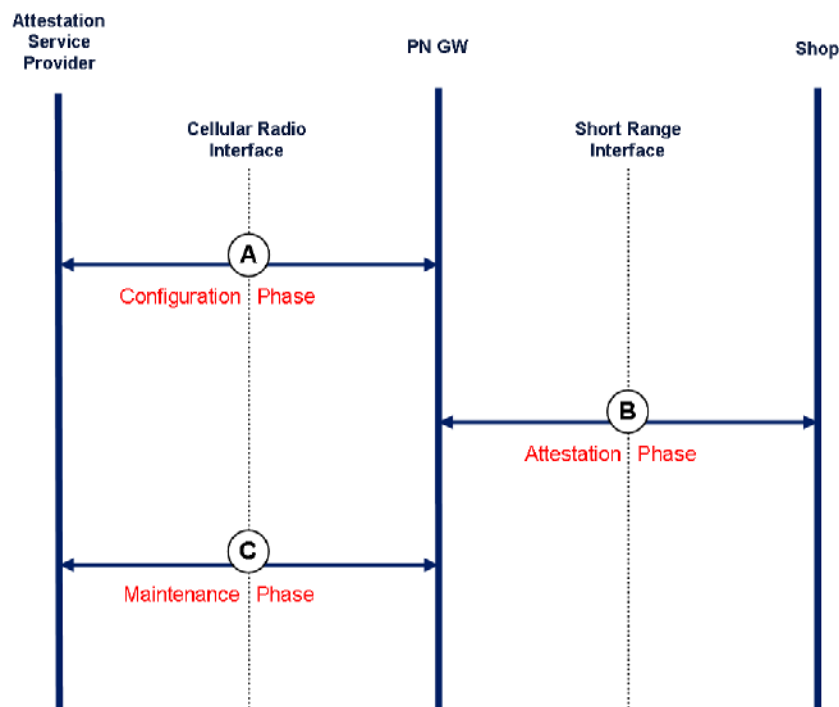 Attestation
Service
Provider
PN GW
Shop
Cellular Radio
Interface
Short Range
Interface
A
Configuration Phase
B
Attestation Phase
C
Maintenance Phase